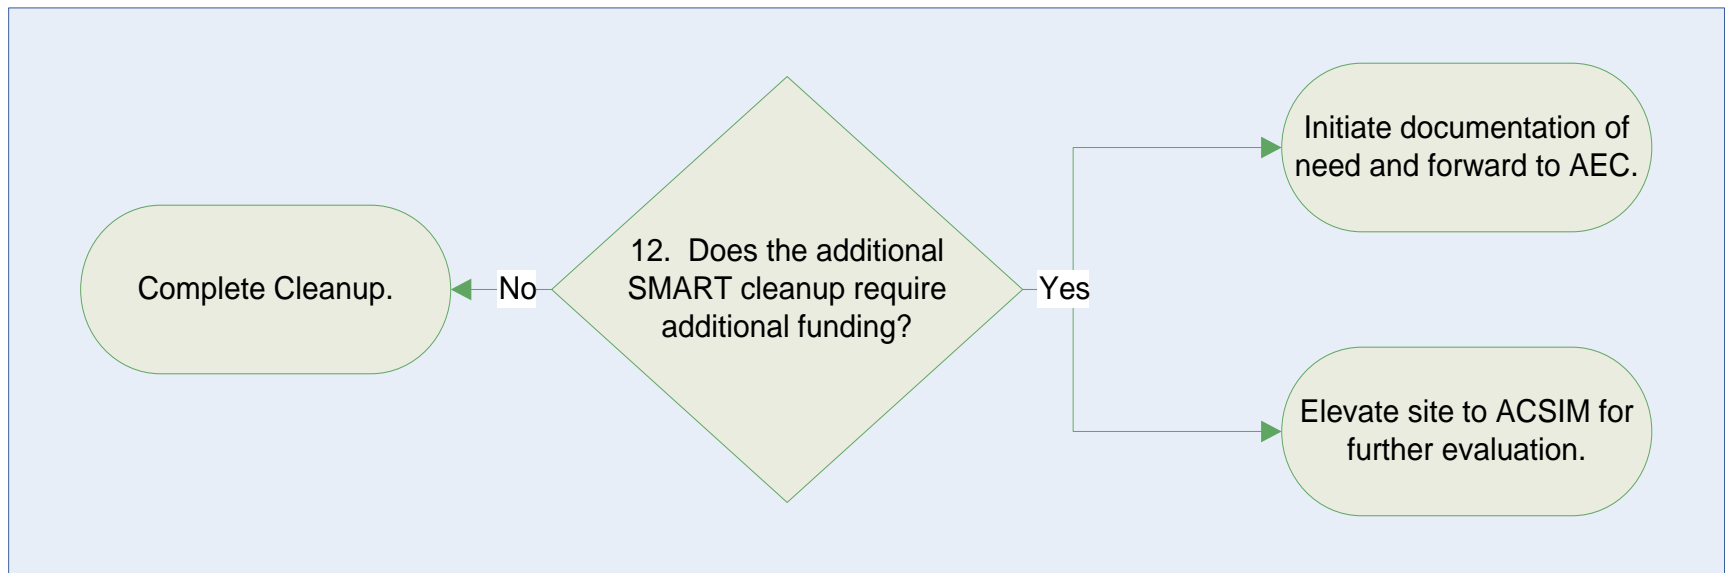 Complete Cleanup.
No
12.  Does the additional
SMART cleanup require
additional funding?
Yes
Initiate documentation of
need and forward to AEC.
Elevate site to ACSIM for
further evaluation.